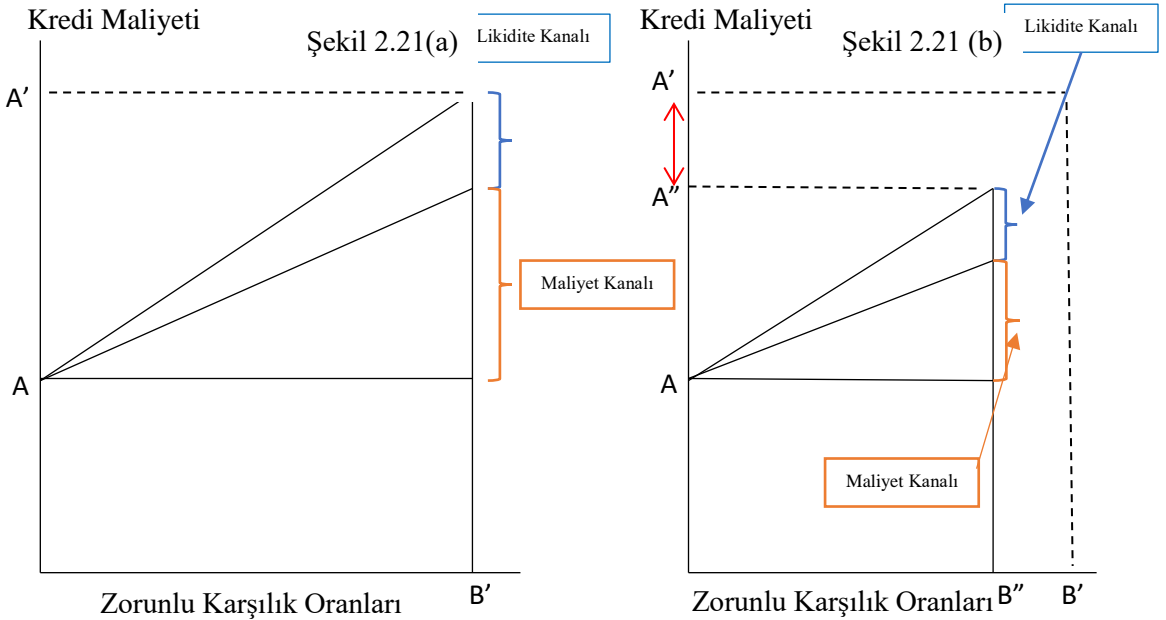 Kredi Maliyeti
Şekil 2.21(a)
Likidite Kanalı
A’
Maliyet Kanalı
A
Zorunlu Karşılık Oranları
B’
Kredi Maliyeti
Şekil 2.21 (b)
Likidite Kanalı
A’
A”
A
Maliyet Kanalı
Zorunlu Karşılık Oranları
B”
B’